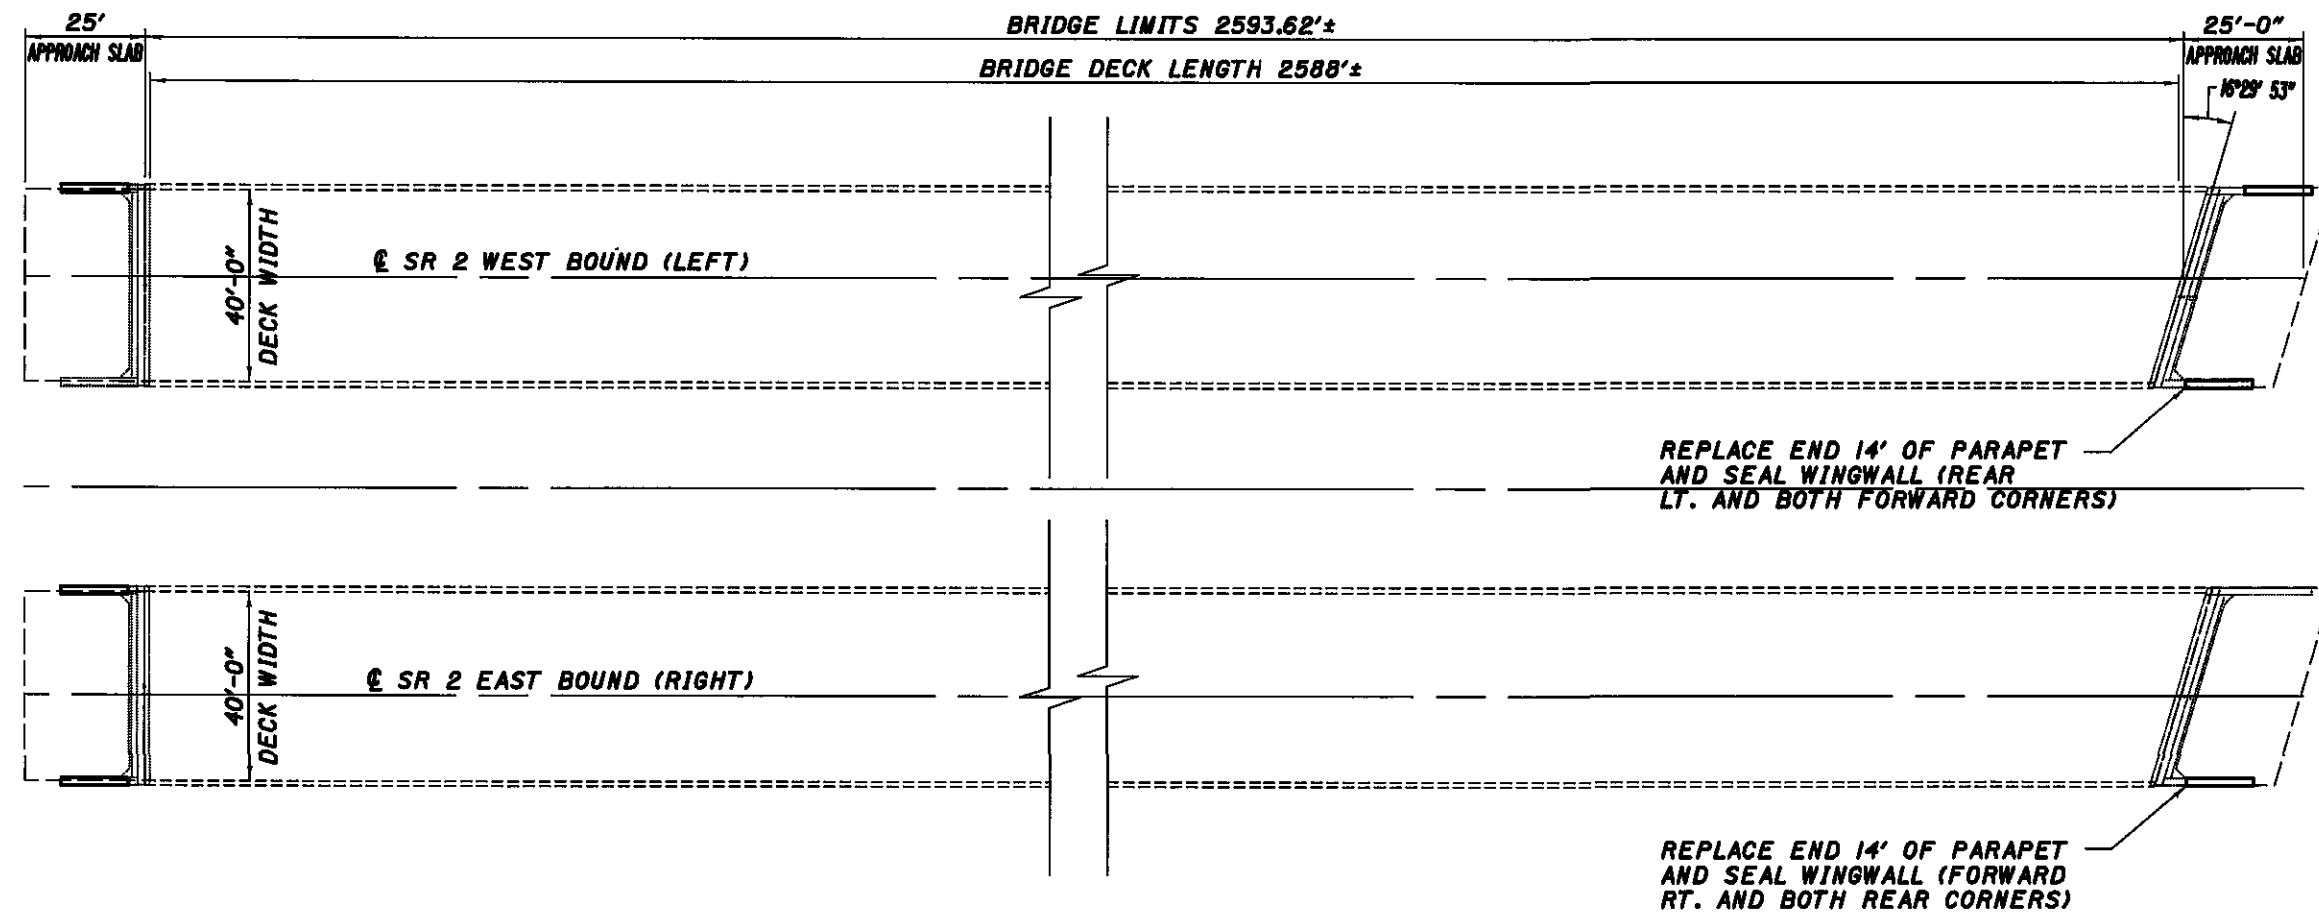 25'
BRIDGE LIMITS 2593.62'±
25'-0"
APPROACH SLAB
APPROACH SLAB
BRIDGE DECK LENGTH 2588'±
16°29' 53"
40'-0"
DECK WIDTH
℄ SR 2 WEST BOUND (LEFT)
REPLACE END 14' OF PARAPET
AND SEAL WINGWALL (REAR
LT. AND BOTH FORWARD CORNERS)
40'-0"
DECK WIDTH
℄ SR 2 EAST BOUND (RIGHT)
REPLACE END 14' OF PARAPET
AND SEAL WINGWALL (FORWARD
RT. AND BOTH REAR CORNERS)